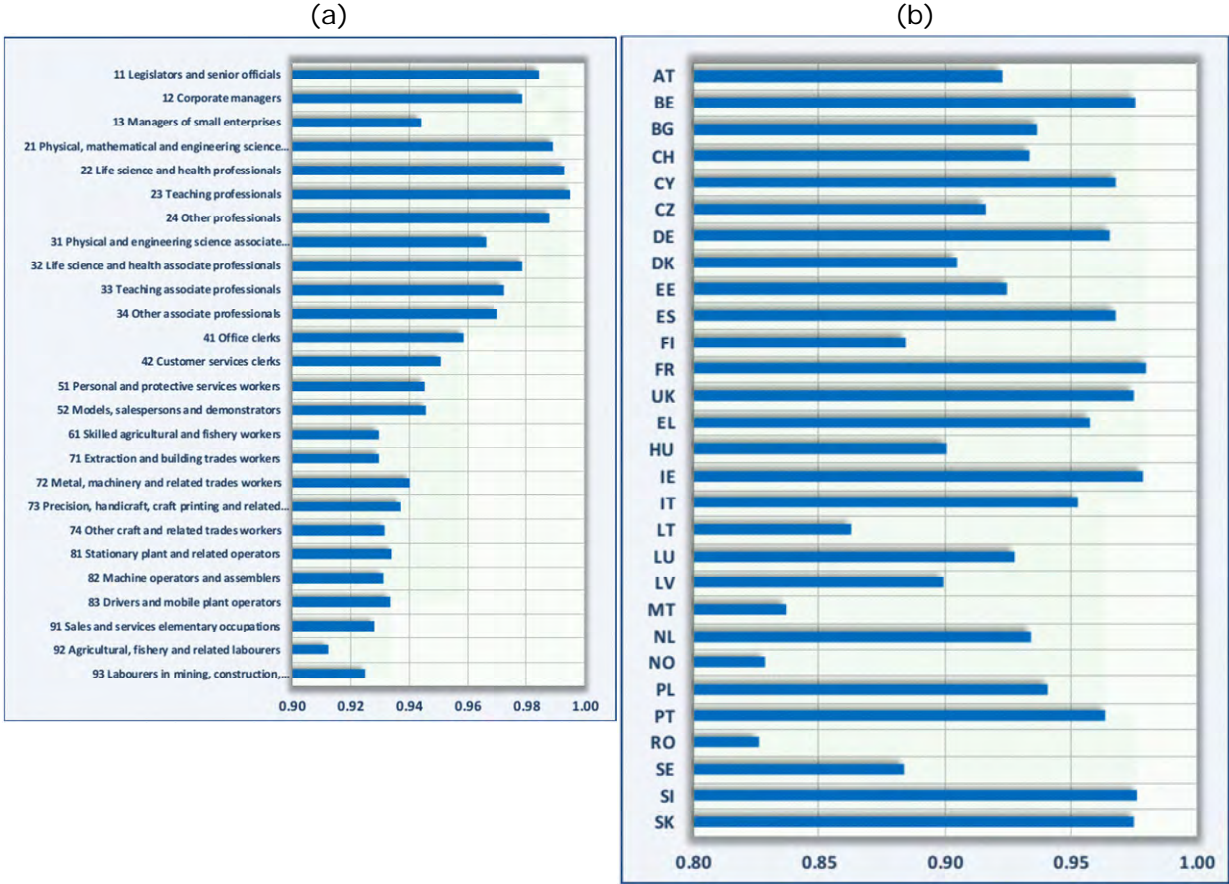 (a)
11 Legislators and senior officials
12 Corporate managers
13 Managers of small enterprises
21 Physical, mathematical and engineering science...
22 Life science and health professionals
23 Teaching professionals
24 Other professionals
31 Physical and engineering science associate...
32 Life science and health associate professionals
33 Teaching associate professionals
34 Other associate professionals
41 Office clerks
42 Customer services clerks
51 Personal and protective services workers
52 Models, salespersons and demonstrators
61 Skilled agricultural and fishery workers
71 Extraction and building trades workers
72 Metal, machinery and related trades workers
73 Precision, handicraft, craft printing and related...
74 Other craft and related trades workers
81 Stationary plant and related operators
82 Machine operators and assemblers
83 Drivers and mobile plant operators
91 Sales and services elementary occupations
92 Agricultural, fishery and related labourers
93 Labourers in mining, construction,...
0.90 0.92 0.94 0.96 0.98 1.00
(b)
AT
BE
BG
CH
CY
CZ
DE
DK
EE
ES
FI
FR
UK
EL
HU
IE
IT
LT
LU
LV
MT
NL
NO
PL
PT
RO
SE
SI
SK
0.80 0.85 0.90 0.95 1.00